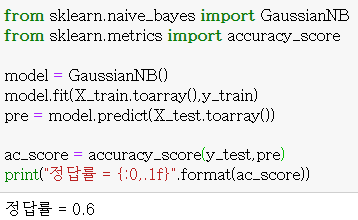 from sklearn.naive_bayes import GaussianNB
from sklearn.metrics import accuracy_score
model = GaussianNB()
model.fit(X_train.toarray(),y_train)
pre = model.predict(X_test.toarray())
ac_score = accuracy_score(y_test,pre)
print("정답률 = {:0,.1f}".format(ac_score))
정답률 = 0.6